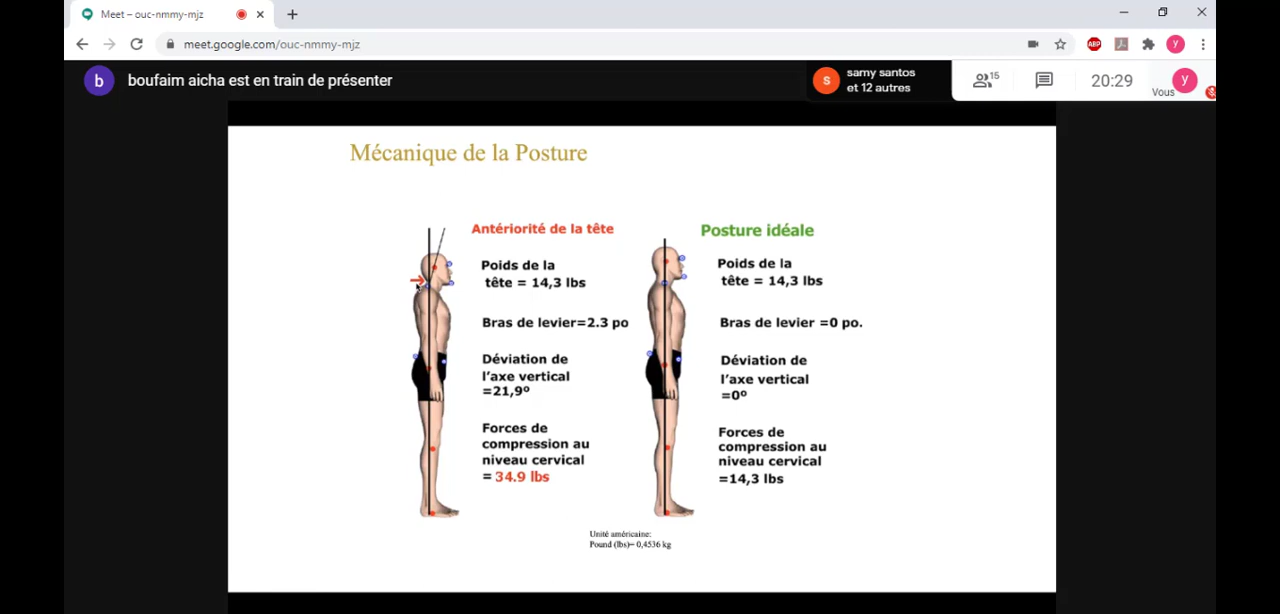 Meet – ouc-nmmy-mjz
meet.google.com/ouc-nmmy-mjz
ABP
y
b
boufaim aicha est en train de présenter
s
samy santos
et 12 autres
15
20:29
Vous
y
Mécanique de la Posture
Antériorité de la tête
Poids de la
tête = 14,3 lbs
Bras de levier=2.3 po
Déviation de
l’axe vertical
=21,9º
Forces de
compression au
niveau cervical
= 34.9 lbs
Posture idéale
Poids de la
tête = 14,3 lbs
Bras de levier =0 po.
Déviation de
l’axe vertical
=0º
Forces de
compression au
niveau cervical
=14,3 lbs
Unité américaine:
Pound (lbs)= 0,4536 kg